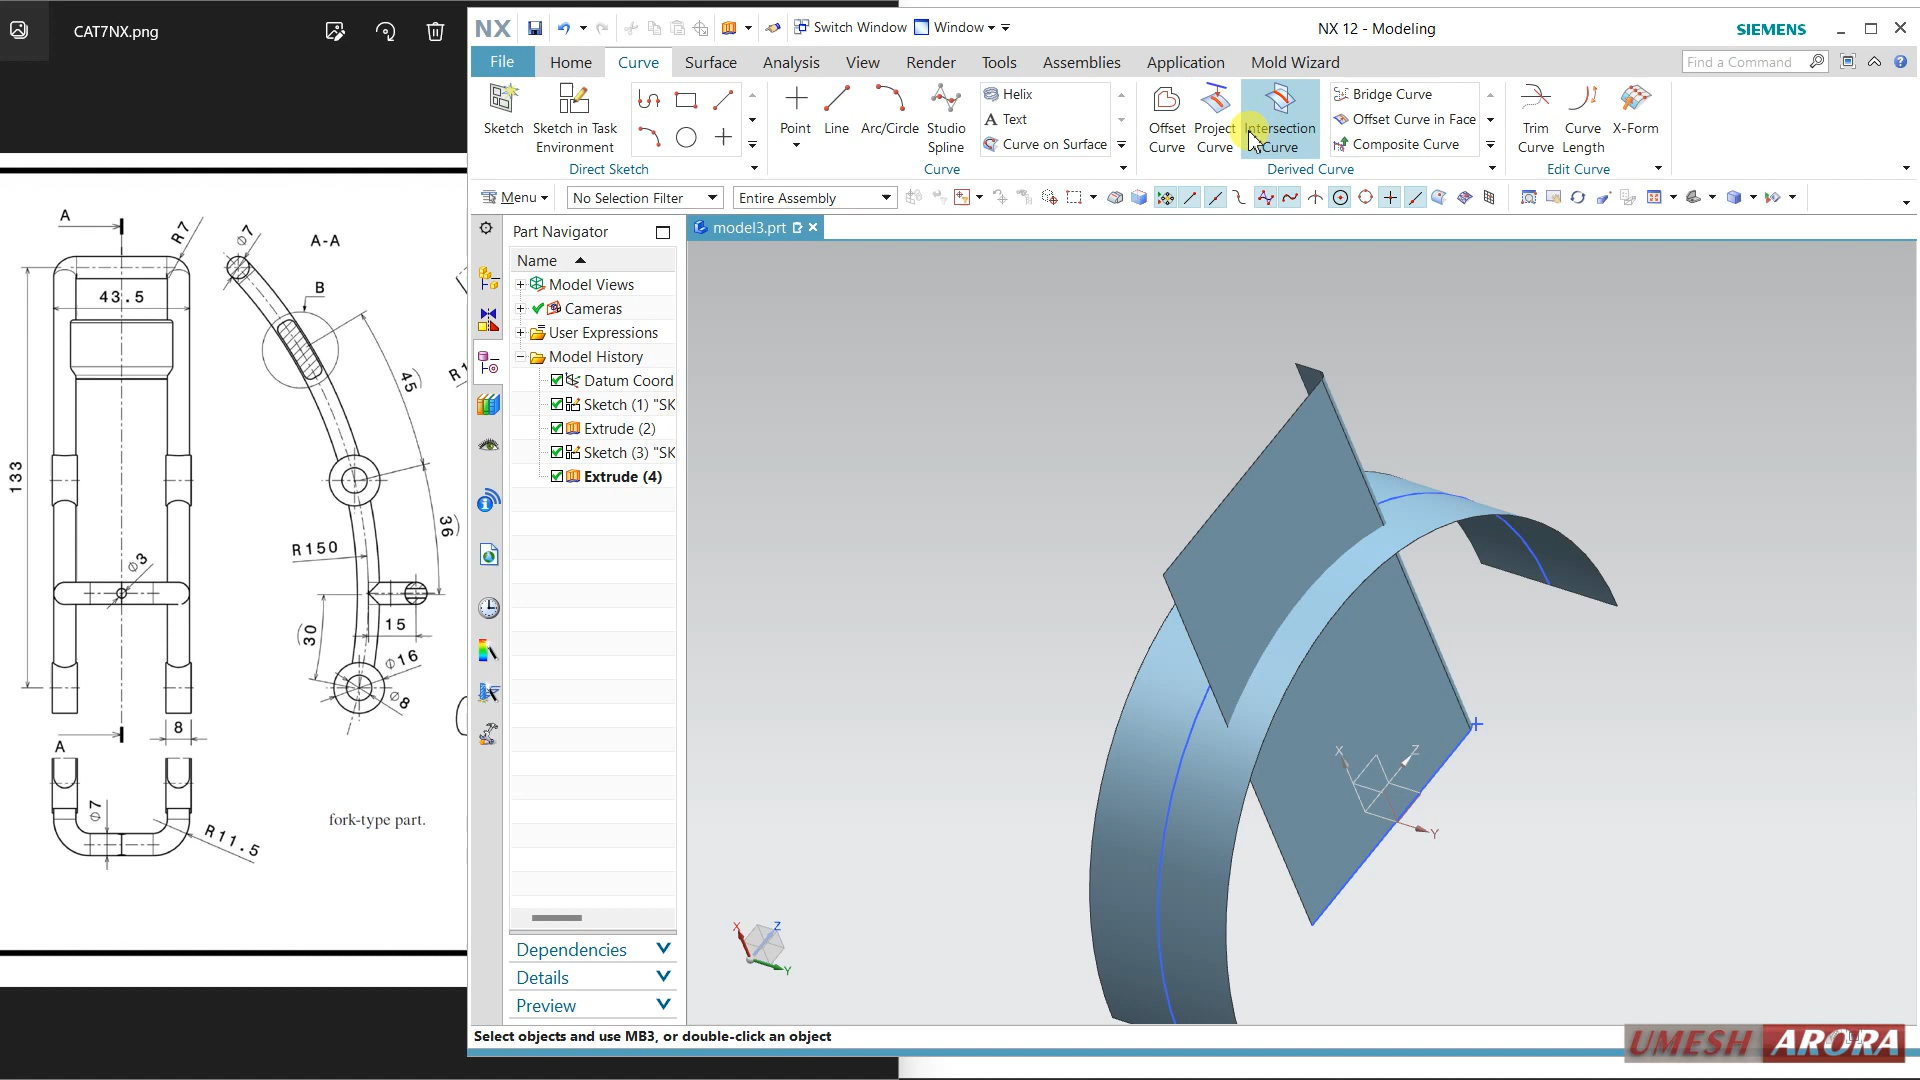 CAT7NX.png
NX
Switch Window
Window
NX 12 - Modeling
SIEMENS
File
Home
Curve
Surface
Analysis
View
Render
Tools
Assemblies
Application
Mold Wizard
Find a Command
Sketch
Sketch in Task
Environment
Direct Sketch
Point
Line
Arc/Circle
Studio
Spline
Helix
A Text
Curve on Surface
Curve
Offset
Curve
Project
Curve
Intersection
Curve
Bridge Curve
Offset Curve in Face
Composite Curve
Derived Curve
Trim
Curve
Curve
Length
X-Form
Edit Curve
Menu
No Selection Filter
Entire Assembly
Part Navigator
model3.prt
Name
Model Views
Cameras
User Expressions
Model History
Datum Coord
Sketch (1) "SK
Extrude (2)
Sketch (3) "SK
Extrude (4)
Dependencies
Details
Preview
Select objects and use MB3, or double-click an object
A
R7
⌀7
A-A
43.5
B
45
133
36
R150
⌀3
15
30
⌀16
⌀8
A
8
⌀7
R11.5
fork-type part.
X
Z
Y
X
Z
Y
UMESH ARORA